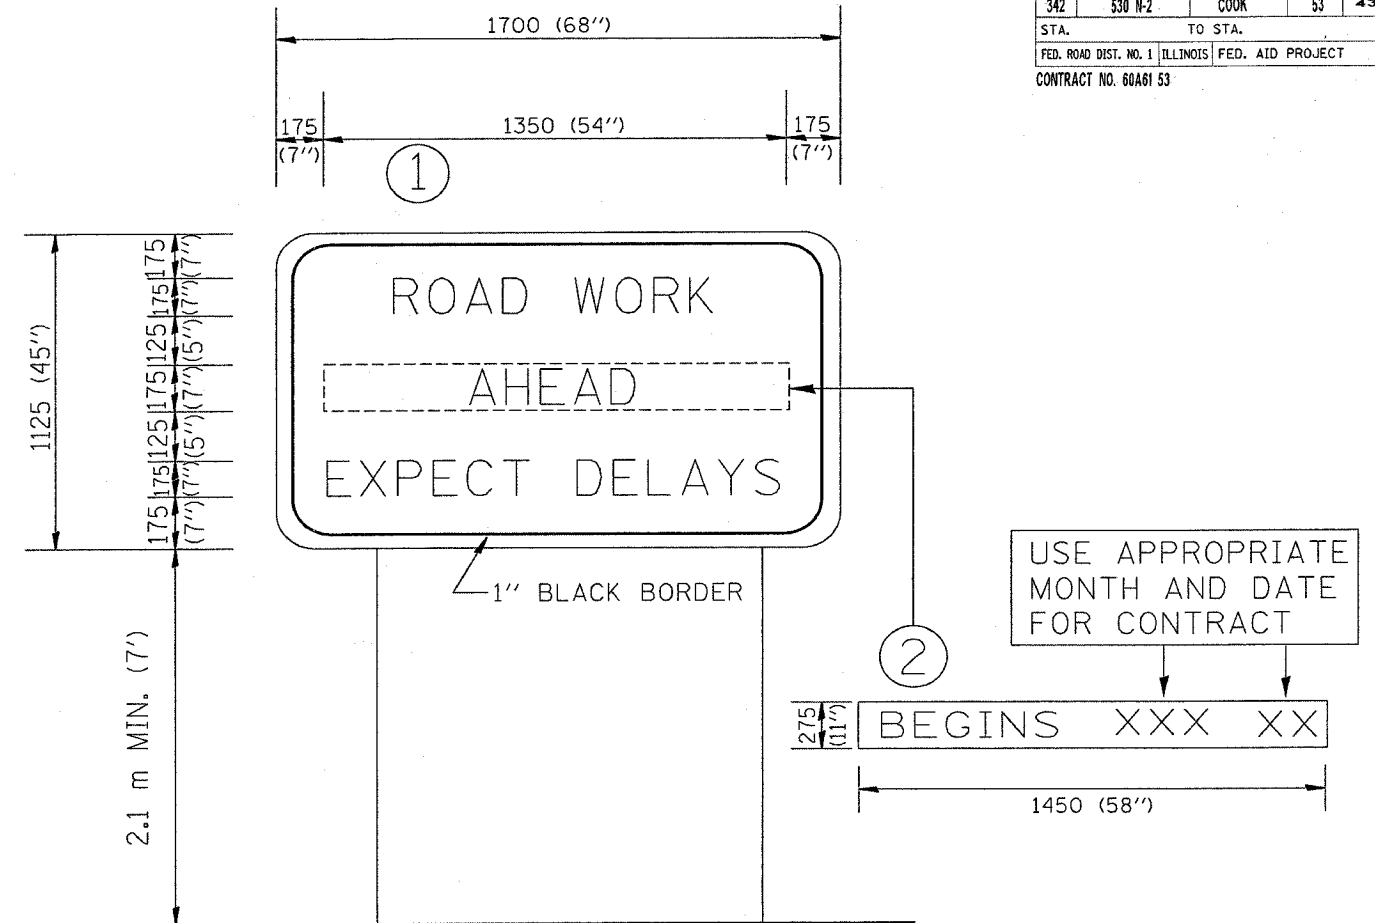 342 530 N-2 COOK 53
STA. TO STA.
FED. ROAD DIST. NO. 1 ILLINOIS FED. AID PROJECT
CONTRACT NO. 60A61 53
1700 (68")
175 (7")
1350 (54")
175 (7")
1
1125 (45")
175 (7")
175 (7")
125 (5")
175 (7")
125 (5")
175 (7")
175 (7")
ROAD WORK
AHEAD
EXPECT DELAYS
1" BLACK BORDER
2.1 m MIN. (7')
2
USE APPROPRIATE
MONTH AND DATE
FOR CONTRACT
275 (11")
BEGINS XXX XX
1450 (58")